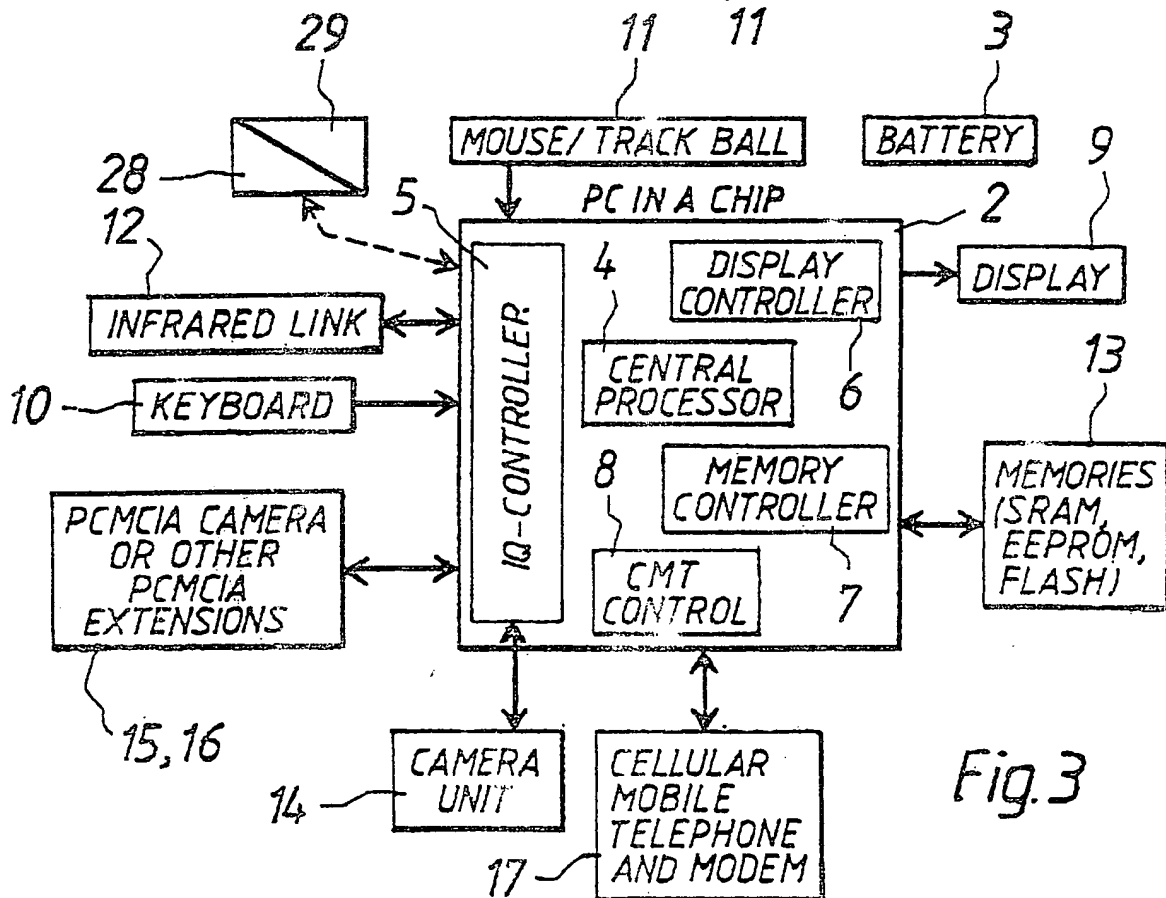 29
11
11
3
MOUSE/ TRACK BALL
BATTERY
28
9
5
PC IN A CHIP
2
12
4
DISPLAY
CONTROLLER
DISPLAY
INFRARED LINK
IQ-CONTROLLER
CENTRAL
PROCESSOR
6
13
10
KEYBOARD
8
MEMORY
CONTROLLER
MEMORIES
(SRAM,
EEPROM,
FLASH)
PCMCIA CAMERA
OR OTHER
PCMCIA
EXTENSIONS
CMT
CONTROL
7
15, 16
14
CAMERA
UNIT
CELLULAR
MOBILE
TELEPHONE
AND MODEM
17
Fig. 3